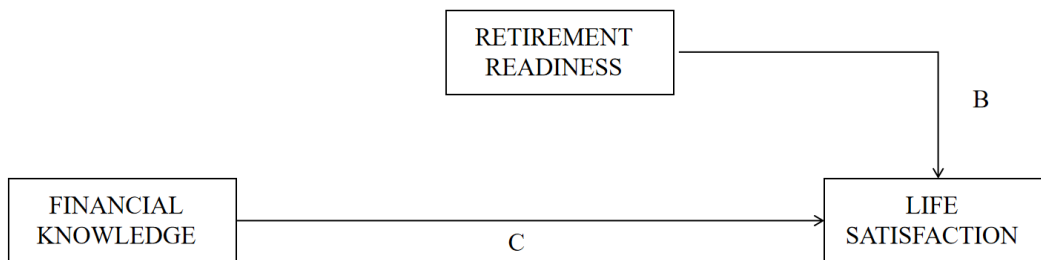 RETIREMENT
READINESS
B
FINANCIAL
KNOWLEDGE
C
LIFE
SATISFACTION